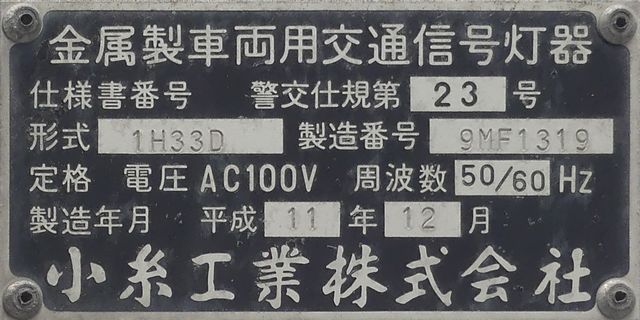 金属製車両用交通信号灯器
仕様書番号 警交仕規第 23 号
形式 1H33D 製造番号 9MF1319
定格 電圧 AC100V 周波数 50/60 Hz
製造年月 平成 11 年 12 月
小糸工業株式会社